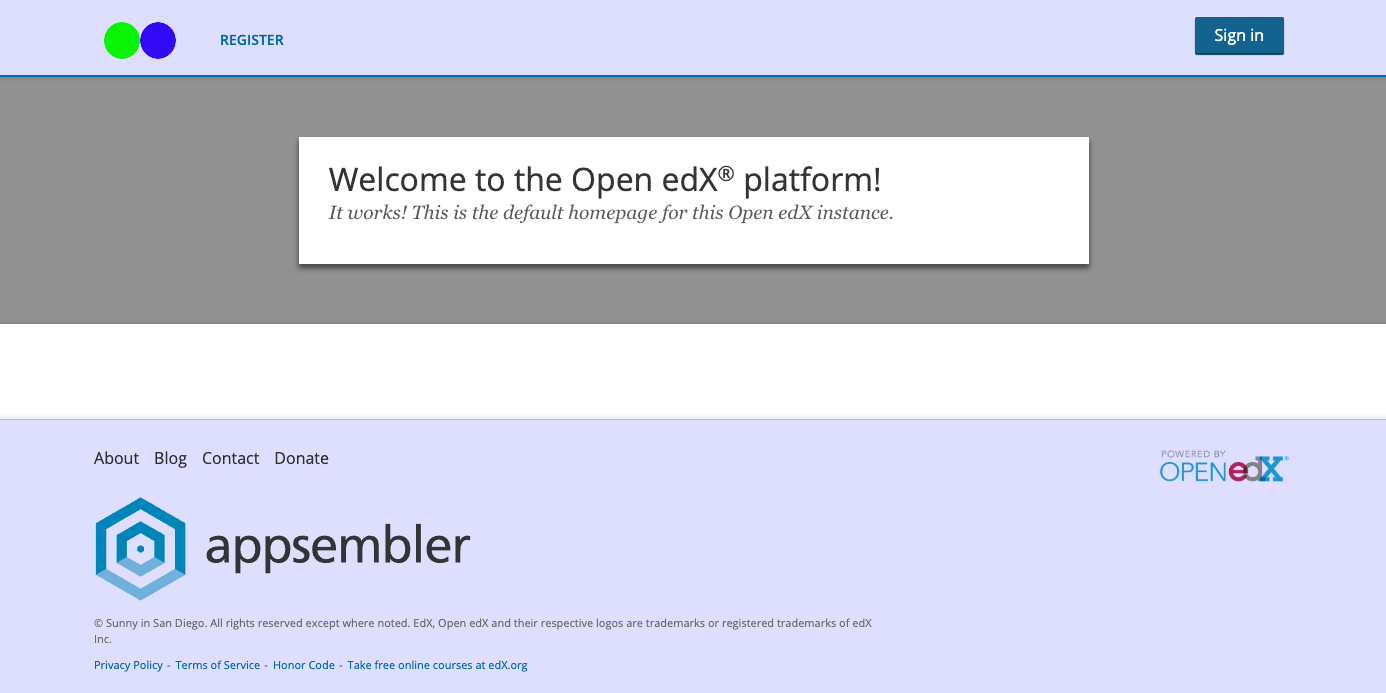 REGISTER
Sign in
Welcome to the Open edX® platform!
It works! This is the default homepage for this Open edX instance.
About Blog Contact Donate
POWERED BY
OPENedX®
appsembler
© Sunny in San Diego. All rights reserved except where noted. EdX, Open edX and their respective logos are trademarks or registered trademarks of edX
Inc.
Privacy Policy - Terms of Service - Honor Code - Take free online courses at edX.org